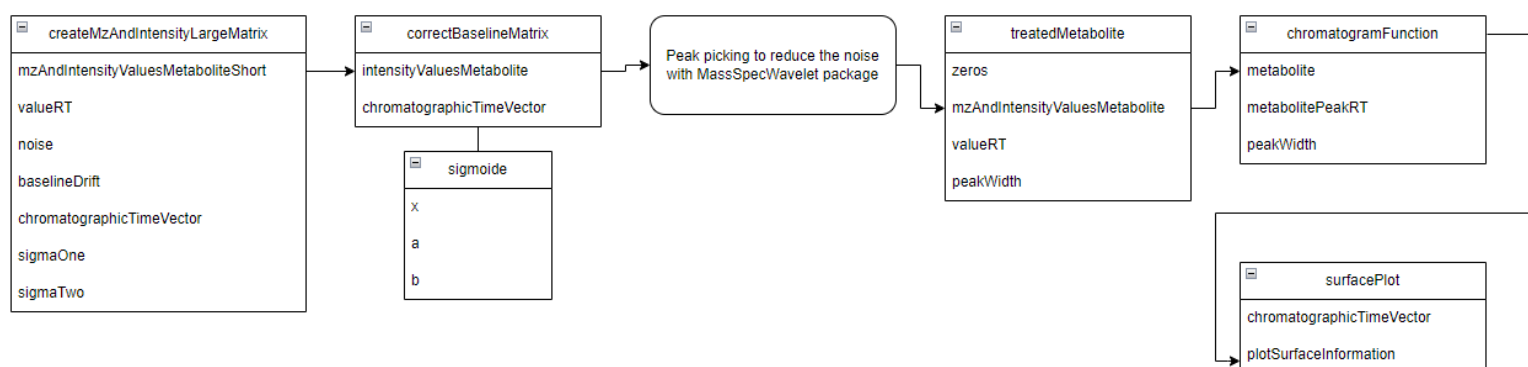 createMzAndIntensityLargeMatrix
mzAndIntensityValuesMetaboliteShort
valueRT
noise
baselineDrift
chromatographicTimeVector
sigmaOne
sigmaTwo
correctBaselineMatrix
intensityValuesMetabolite
chromatographicTimeVector
sigmoide
x
a
b
Peak picking to reduce the noise
with MassSpecWavelet package
treatedMetabolite
zeros
mzAndIntensityValuesMetabolite
valueRT
peakWidth
chromatogramFunction
metabolite
metabolitePeakRT
peakWidth
surfacePlot
chromatographicTimeVector
plotSurfaceInformation